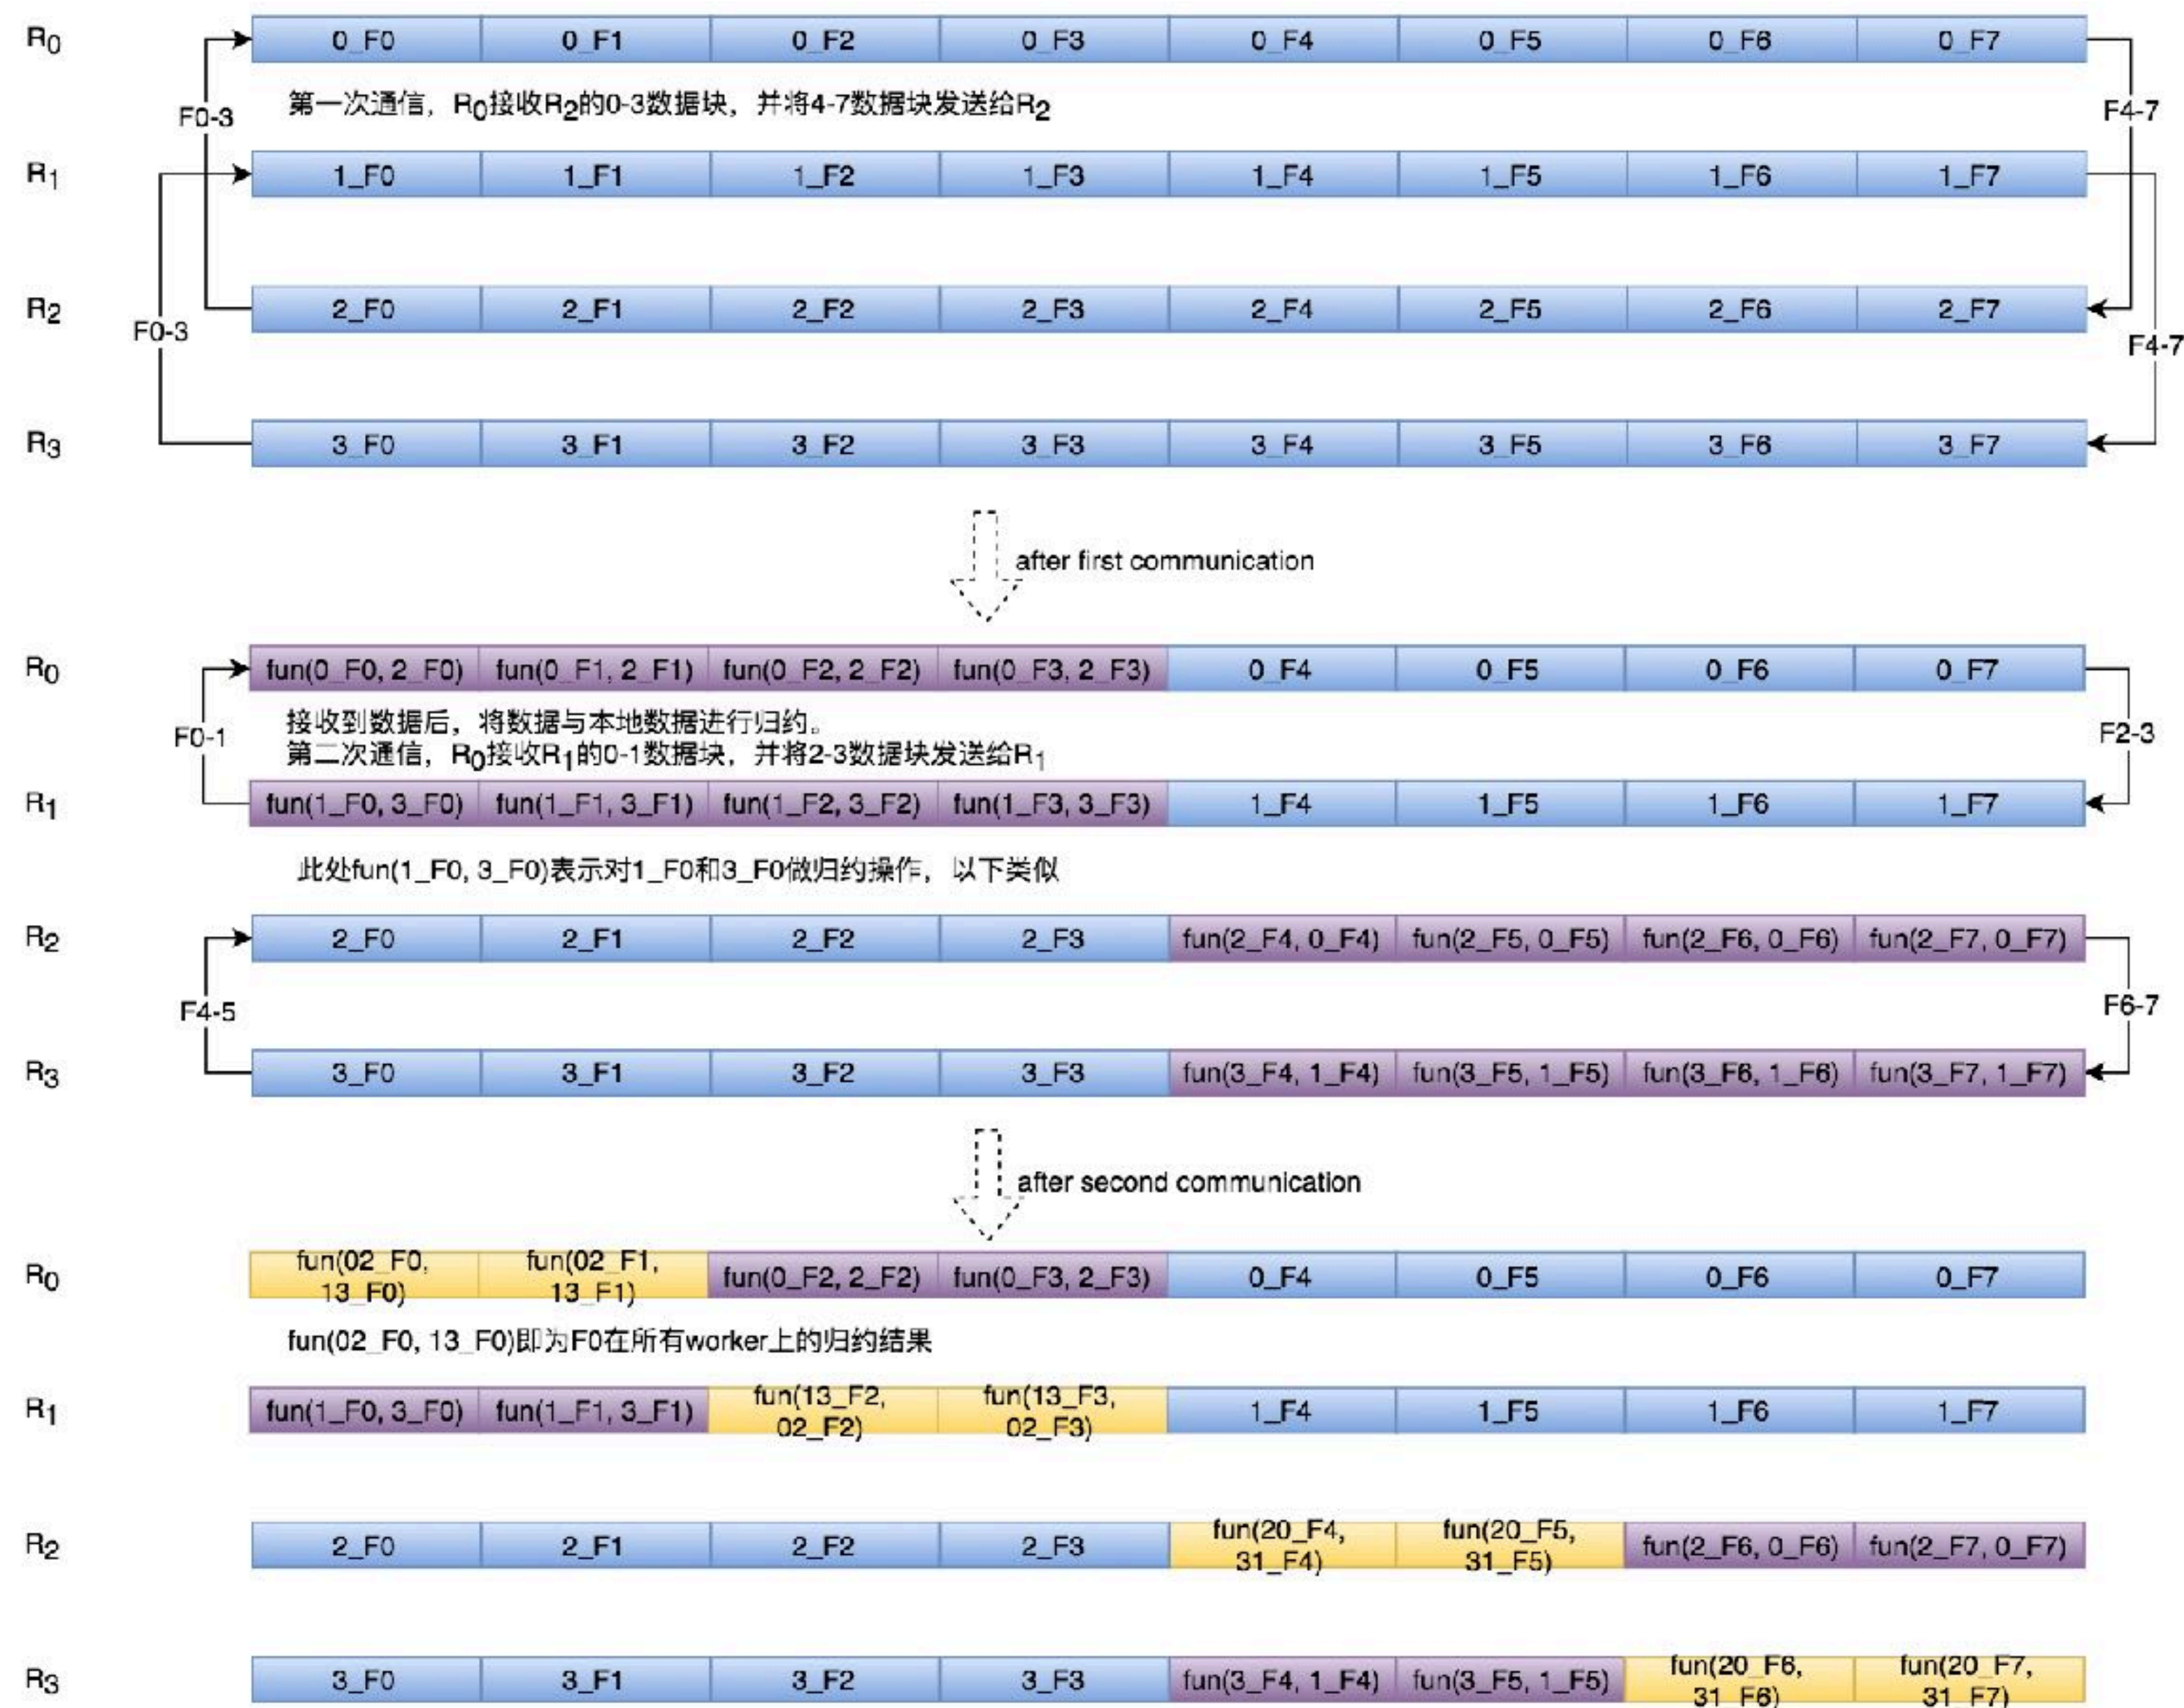 R0 0_F0 0_F1 0_F2 0_F3 0_F4 0_F5 0_F6 0_F7
F0-3 第一次通信，R0接收R2的0-3数据块，并将4-7数据块发送给R2 F4-7
R1 1_F0 1_F1 1_F2 1_F3 1_F4 1_F5 1_F6 1_F7
R2 2_F0 2_F1 2_F2 2_F3 2_F4 2_F5 2_F6 2_F7
F0-3 F4-7
R3 3_F0 3_F1 3_F2 3_F3 3_F4 3_F5 3_F6 3_F7
after first communication
R0 fun(0_F0, 2_F0) fun(0_F1, 2_F1) fun(0_F2, 2_F2) fun(0_F3, 2_F3) 0_F4 0_F5 0_F6 0_F7
接收到数据后，将数据与本地数据进行归约。
F0-1 F2-3
第二次通信，R0接收R1的0-1数据块，并将2-3数据块发送给R1
R1 fun(1_F0, 3_F0) fun(1_F1, 3_F1) fun(1_F2, 3_F2) fun(1_F3, 3_F3) 1_F4 1_F5 1_F6 1_F7
此处fun(1_F0, 3_F0)表示对1_F0和3_F0做归约操作，以下类似
R2 2_F0 2_F1 2_F2 2_F3 fun(2_F4, 0_F4) fun(2_F5, 0_F5) fun(2_F6, 0_F6) fun(2_F7, 0_F7)
F4-5 F6-7
R3 3_F0 3_F1 3_F2 3_F3 fun(3_F4, 1_F4) fun(3_F5, 1_F5) fun(3_F6, 1_F6) fun(3_F7, 1_F7)
after second communication
R0 fun(02_F0, 13_F0) fun(02_F1, 13_F1) fun(0_F2, 2_F2) fun(0_F3, 2_F3) 0_F4 0_F5 0_F6 0_F7
fun(02_F0, 13_F0)即为F0在所有worker上的归约结果
R1 fun(1_F0, 3_F0) fun(1_F1, 3_F1) fun(13_F2, 02_F2) fun(13_F3, 02_F3) 1_F4 1_F5 1_F6 1_F7
R2 2_F0 2_F1 2_F2 2_F3 fun(20_F4, 31_F4) fun(20_F5, 31_F5) fun(2_F6, 0_F6) fun(2_F7, 0_F7)
R3 3_F0 3_F1 3_F2 3_F3 fun(3_F4, 1_F4) fun(3_F5, 1_F5) fun(20_F6, 31_F6) fun(20_F7, 31_F7)